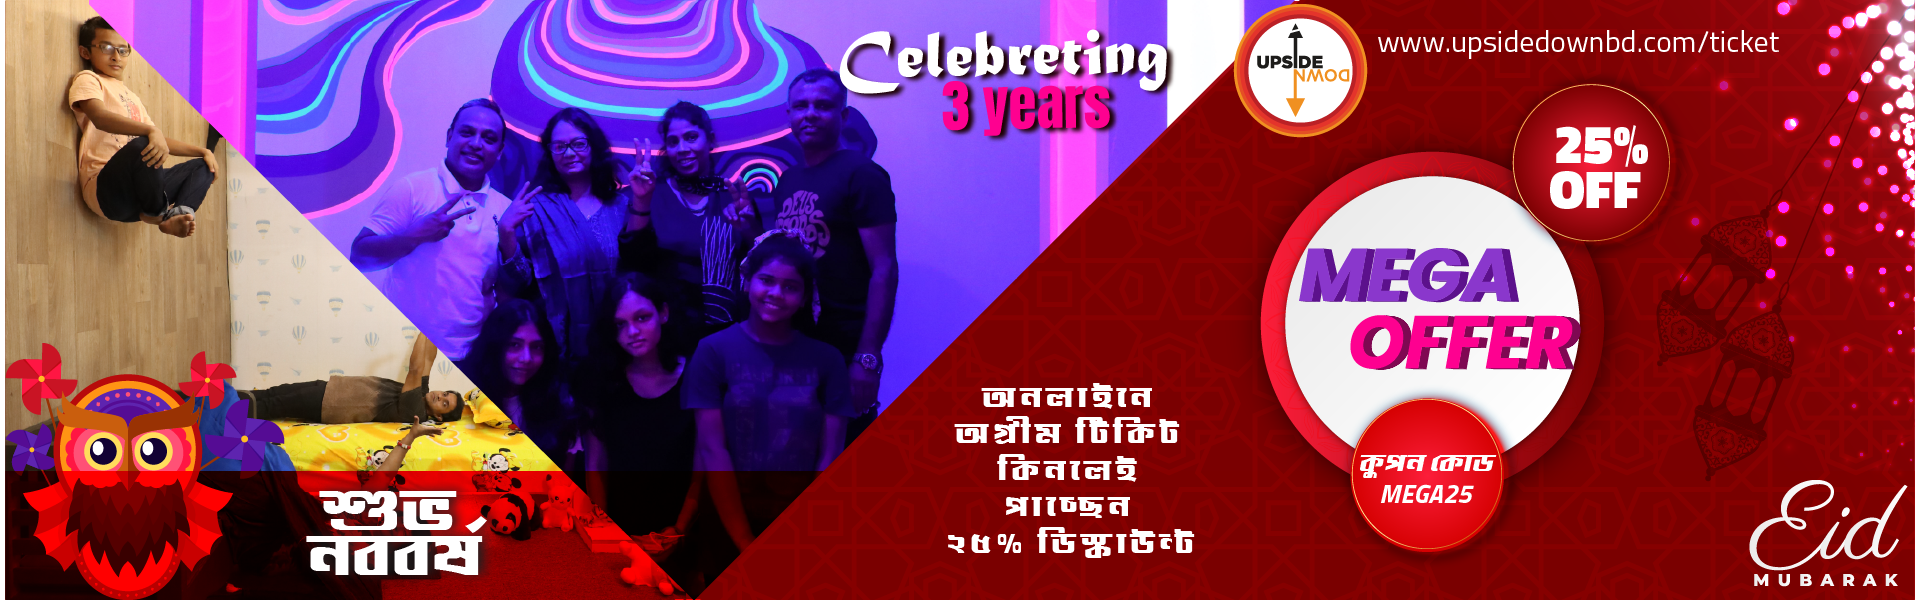 Celebreting
3 years
UPSIDE
DOWN
www.upsidedownbd.com/ticket
25%
OFF
MEGA
OFFER
কুপন কোড
MEGA25
অনলাইনে
অগ্রীম টিকিট
কিনলেই
পাচ্ছেন
২৫% ডিস্কাউন্ট
শুভ
নববর্ষ
Eid
MUBARAK